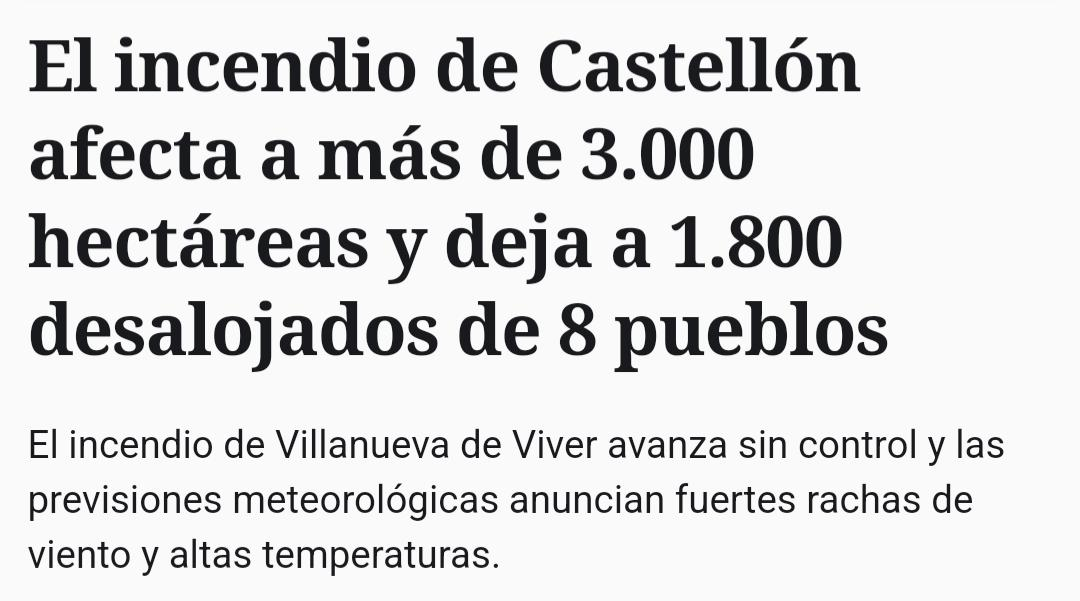 El incendio de Castellón
afecta a más de 3.000
hectáreas y deja a 1.800
desalojados de 8 pueblos
El incendio de Villanueva de Viver avanza sin control y las
previsiones meteorológicas anuncian fuertes rachas de
viento y altas temperaturas.